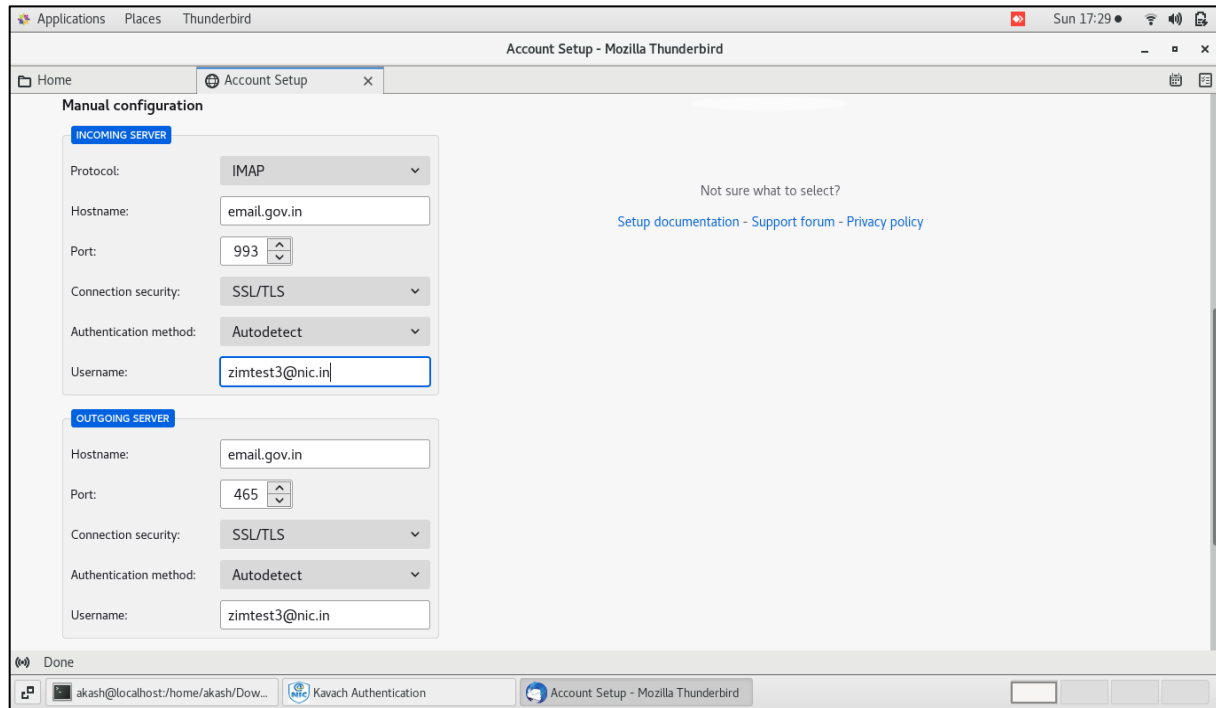 Applications Places Thunderbird Sun 17:29
Account Setup - Mozilla Thunderbird
Home Account Setup
Manual configuration
INCOMING SERVER
Protocol: IMAP
Hostname: email.gov.in
Port: 993
Connection security: SSL/TLS
Authentication method: Autodetect
Username: zimtest3@nic.in
Not sure what to select?
Setup documentation - Support forum - Privacy policy
OUTGOING SERVER
Hostname: email.gov.in
Port: 465
Connection security: SSL/TLS
Authentication method: Autodetect
Username: zimtest3@nic.in
Done
akash@localhost:/home/akash/Dow... NIC Kavach Authentication Account Setup - Mozilla Thunderbird